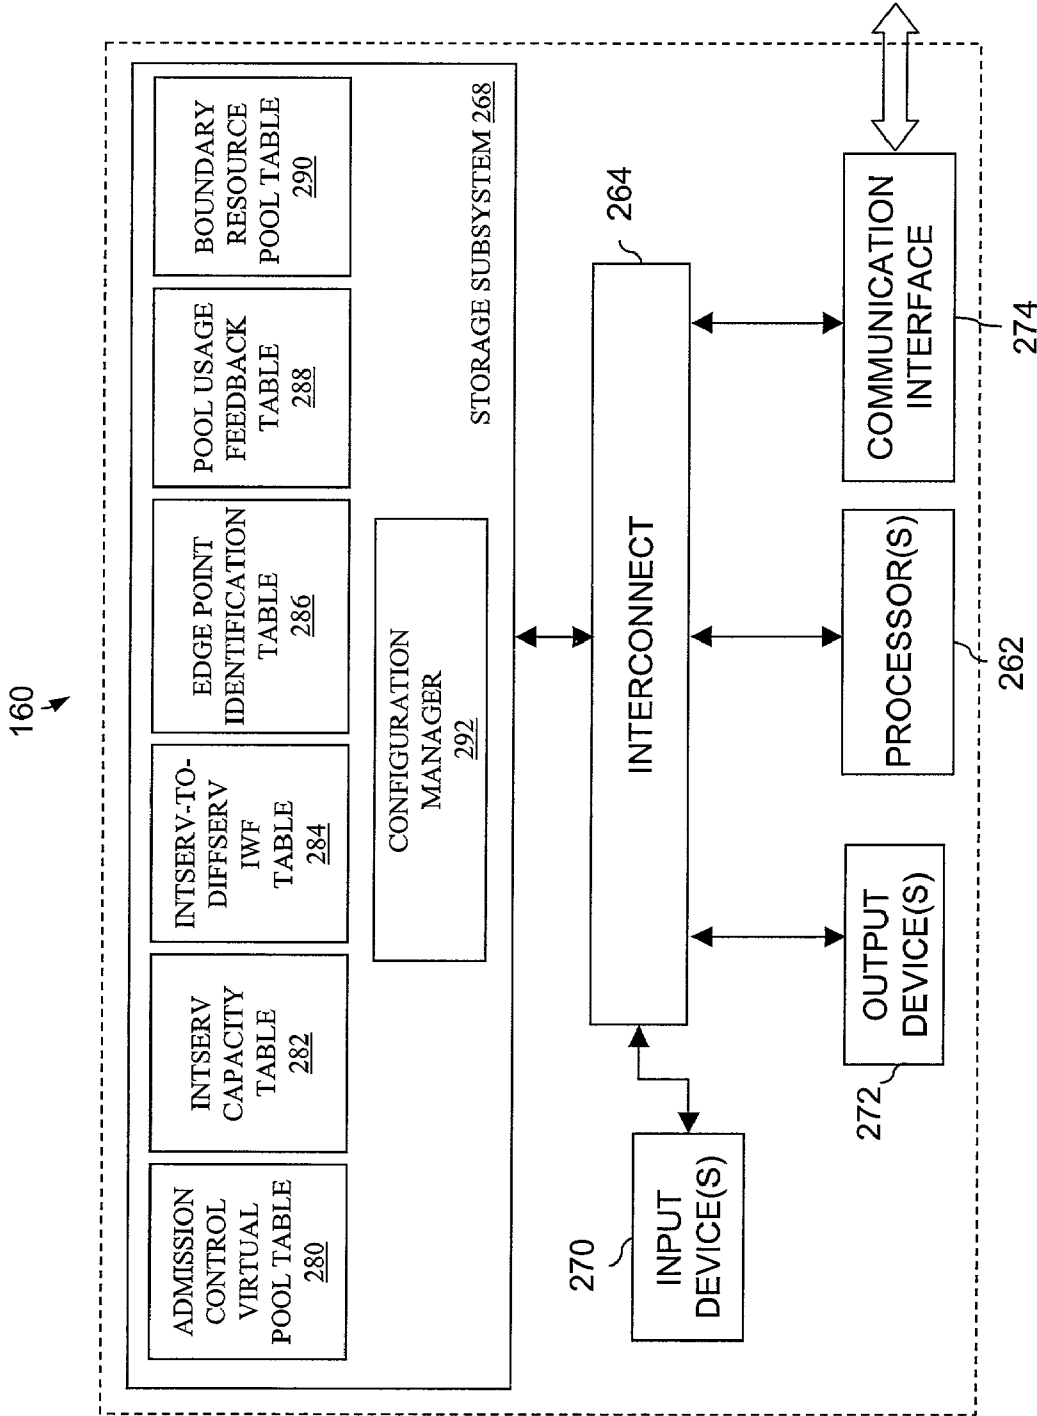 160
ADMISSION
CONTROL
VIRTUAL
POOL TABLE
280
INTSERV
CAPACITY
TABLE
282
INTSERV-TO-
DIFFSERV
IWF
TABLE
284
EDGE POINT
IDENTIFICATION
TABLE
286
POOL USAGE
FEEDBACK
TABLE
288
BOUNDARY
RESOURCE
POOL TABLE
290
CONFIGURATION
MANAGER
292
STORAGE SUBSYSTEM 268
264
INTERCONNECT
270
INPUT
DEVICE(S)
272
OUTPUT
DEVICE(S)
PROCESSOR(S)
262
COMMUNICATION
INTERFACE
274